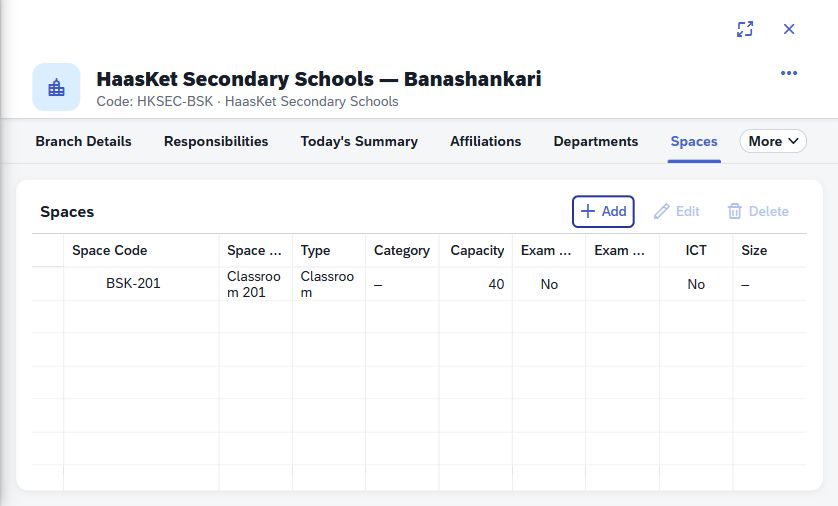 HaasKet Secondary Schools — Banashankari
Code: HKSEC-BSK · HaasKet Secondary Schools
Branch Details Responsibilities Today's Summary Affiliations Departments Spaces More
Spaces Add Edit Delete
Space Code Space ... Type Category Capacity Exam ... Exam ... ICT Size
BSK-201 Classroo Classroo – 40 No No –
m 201 m